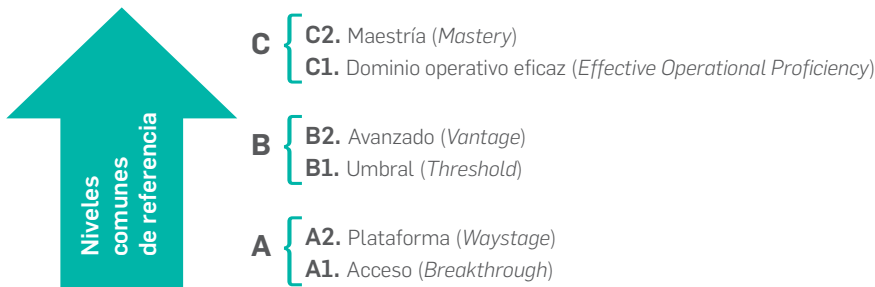 Niveles
comunes
de referencia
C
C2. Maestría (Mastery)
C1. Dominio operativo eficaz (Effective Operational Proficiency)
B
B2. Avanzado (Vantage)
B1. Umbral (Threshold)
A
A2. Plataforma (Waystage)
A1. Acceso (Breakthrough)